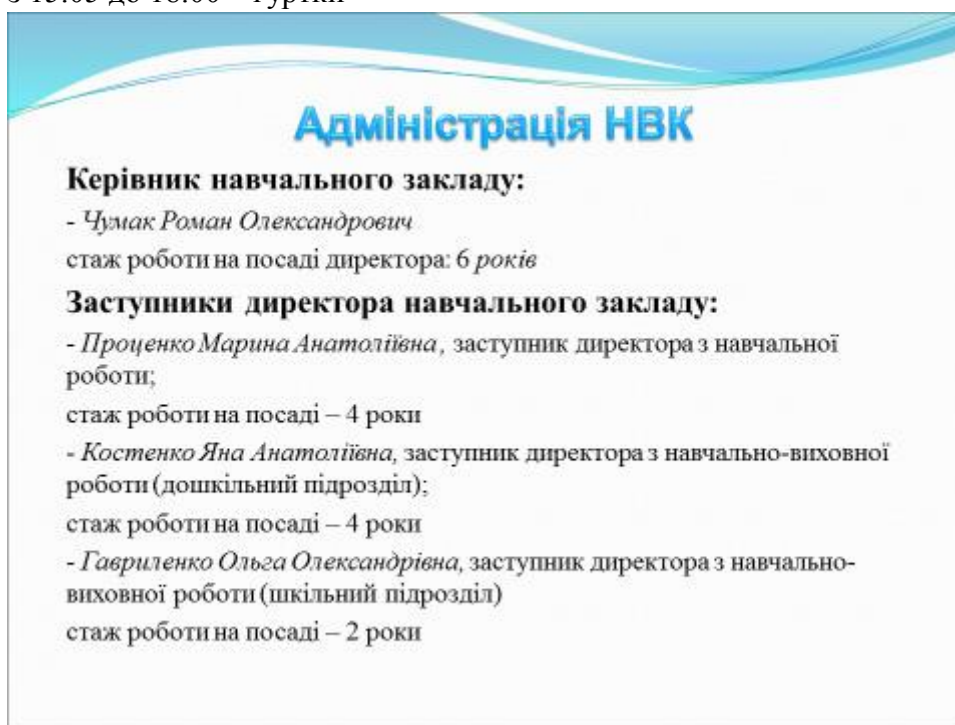 Адміністрація НВК
Керівник навчального закладу:
- Чумак Роман Олександрович
стаж роботи на посаді директора: 6 років
Заступники директора навчального закладу:
- Проценко Марина Анатоліївна, заступник директора з навчальної
роботи;
стаж роботи на посаді – 4 роки
- Костенко Яна Анатоліївна, заступник директора з навчально-виховної
роботи (дошкільний підрозділ);
стаж роботи на посаді – 4 роки
- Гавриленко Ольга Олександрівна, заступник директора з навчально-
виховної роботи (шкільний підрозділ)
стаж роботи на посаді – 2 роки